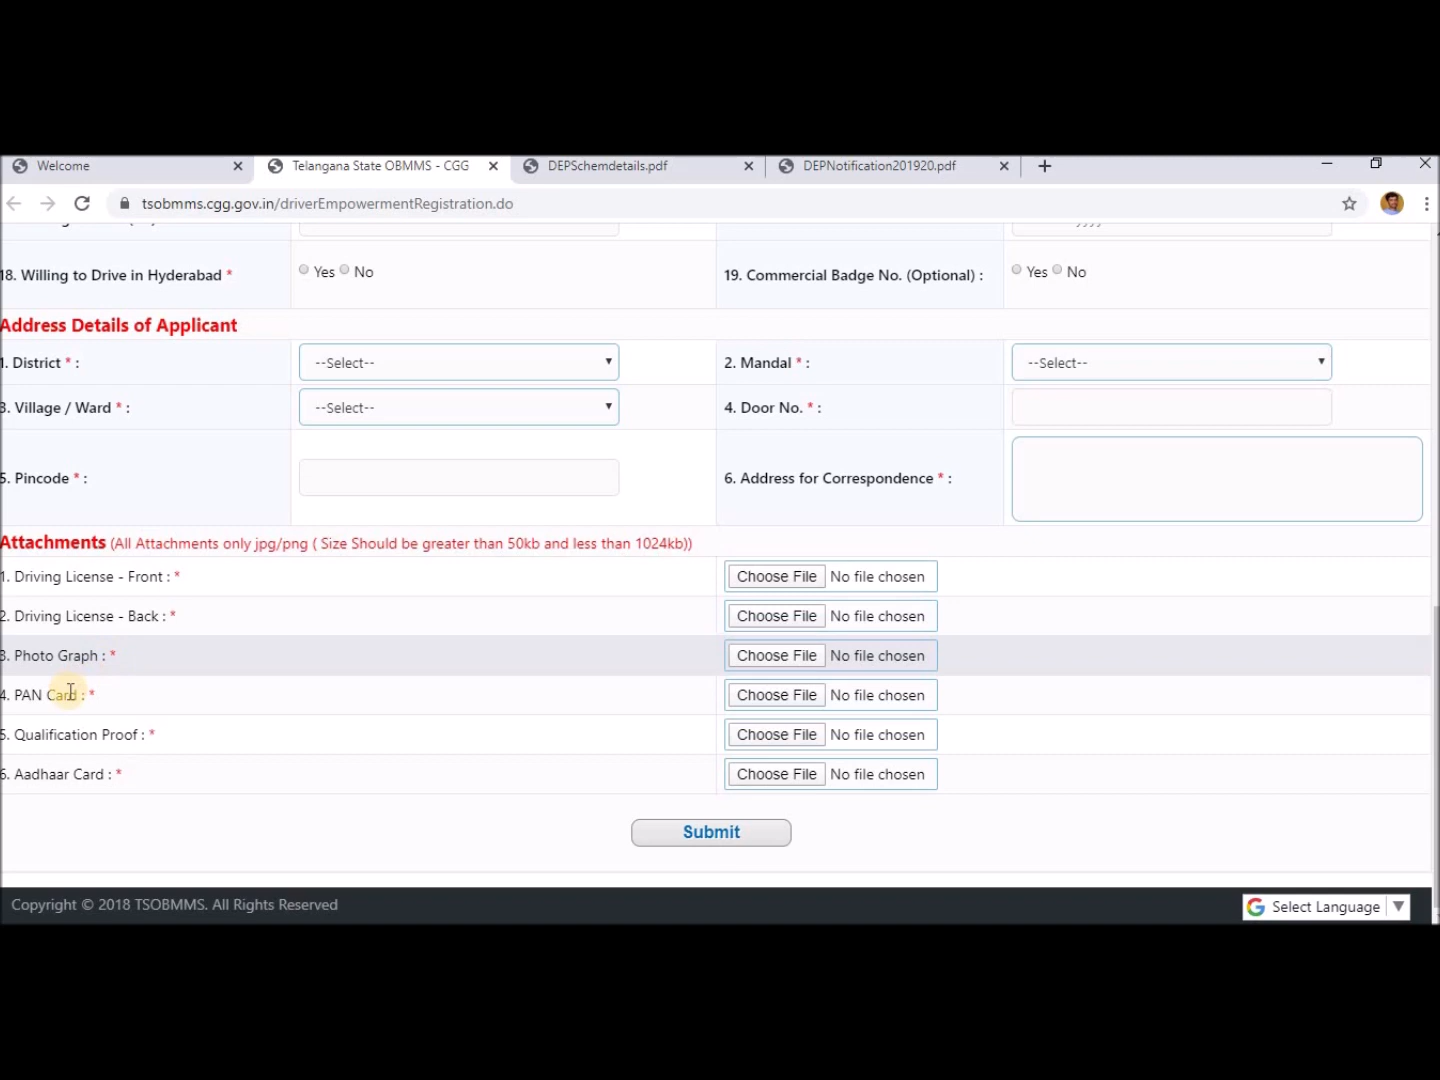 Welcome
Telangana State OBMMS - CGG
DEPSchemdetails.pdf
DEPNotification201920.pdf
tsobmms.cgg.gov.in/driverEmpowermentRegistration.do
18. Willing to Drive in Hyderabad *
Yes No
19. Commercial Badge No. (Optional) :
Yes No
Address Details of Applicant
1. District * :
--Select--
2. Mandal * :
--Select--
3. Village / Ward * :
--Select--
4. Door No. * :
5. Pincode * :
6. Address for Correspondence * :
Attachments (All Attachments only jpg/png ( Size Should be greater than 50kb and less than 1024kb))
1. Driving License - Front : *
Choose File No file chosen
2. Driving License - Back : *
Choose File No file chosen
3. Photo Graph : *
Choose File No file chosen
4. PAN Card : *
Choose File No file chosen
5. Qualification Proof : *
Choose File No file chosen
6. Aadhaar Card : *
Choose File No file chosen
Submit
Copyright © 2018 TSOBMMS. All Rights Reserved
G Select Language